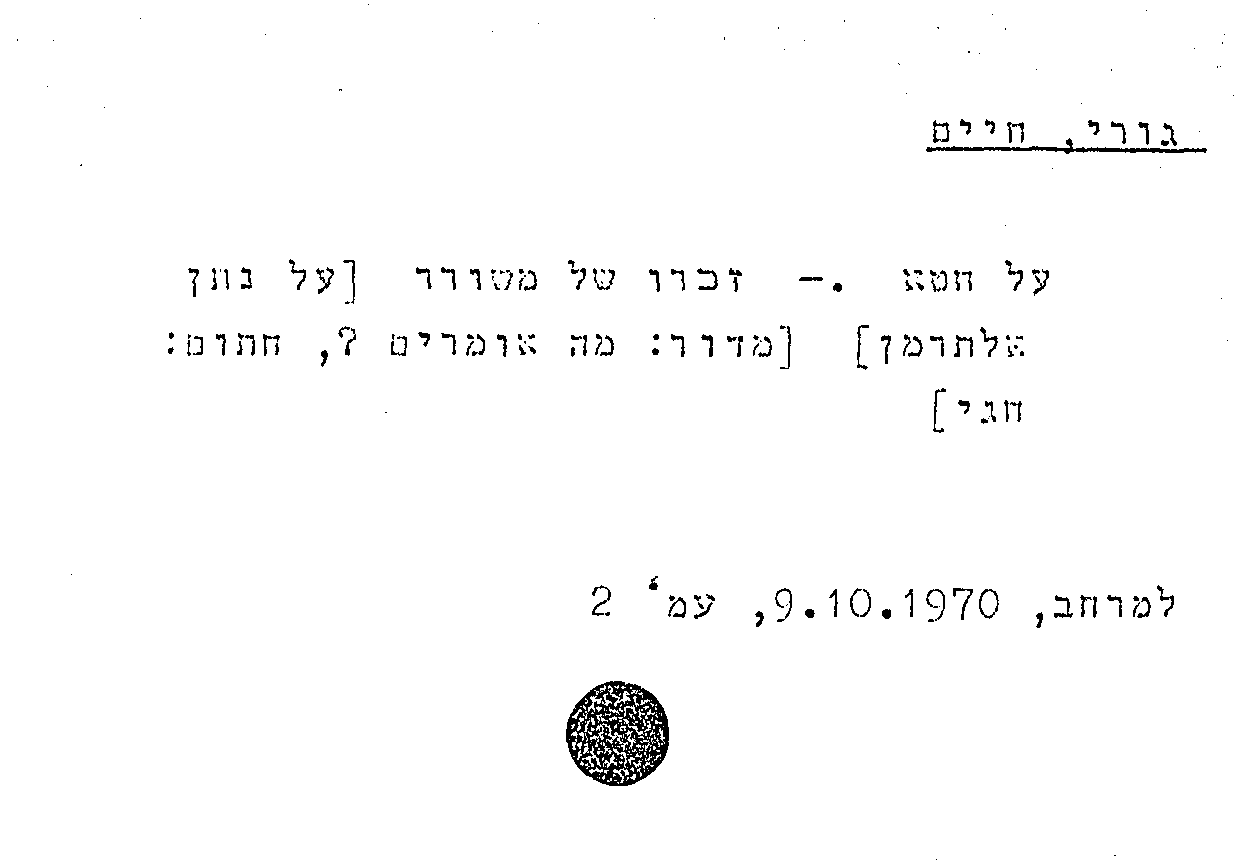 גורי, חיים
על חטא .- זכרו של משורר [על נתן
אלתרמן] [מדור: מה אומרים ?, חתום:
חגי]
למרחב, 9.10.1970, עמ' 2